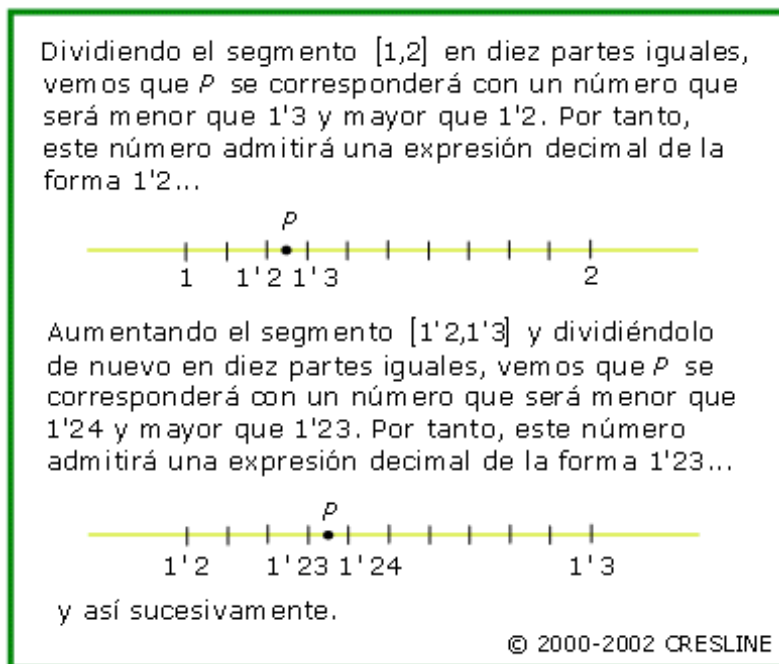 Dividiendo el segmento [1,2] en diez partes iguales,
vemos que P se corresponderá con un número que
será menor que 1'3 y mayor que 1'2. Por tanto,
este número admitirá una expresión decimal de la
forma 1'2...
P
1 1'2 1'3 2
Aumentando el segmento [1'2,1'3] y dividiéndolo
de nuevo en diez partes iguales, vemos que P se
corresponderá con un número que será menor que
1'24 y mayor que 1'23. Por tanto, este número
admitirá una expresión decimal de la forma 1'23...
P
1'2 1'23 1'24 1'3
y así sucesivamente.
© 2000-2002 CRESLINE